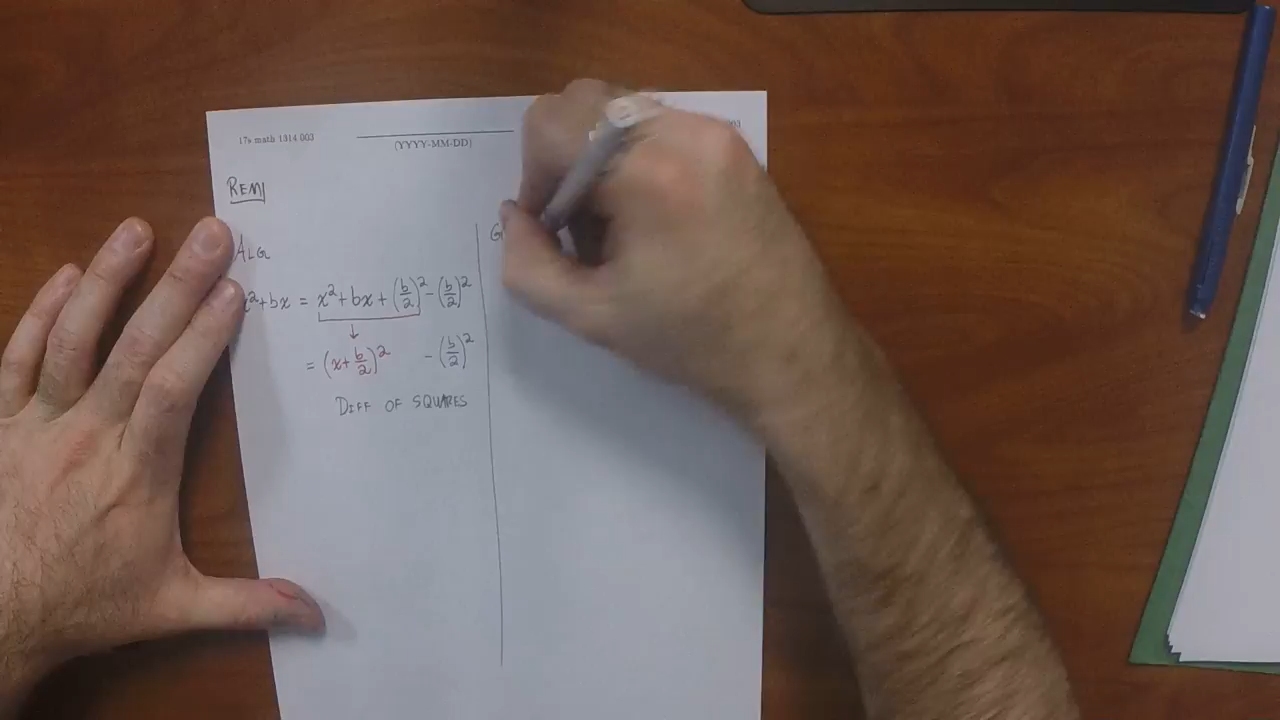 17s math 1314 003
(YYYY-MM-DD)
REM
ALG
x²+bx = x²+bx+(b/2)²-(b/2)²
↓
= (x+b/2)² -(b/2)²
DIFF OF SQUARES